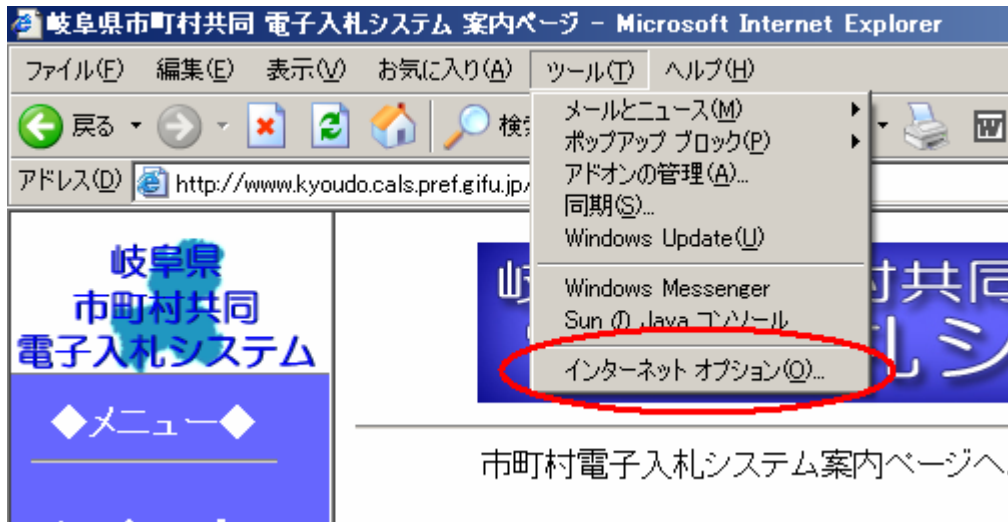 岐阜県市町村共同 電子入札システム 案内ページ - Microsoft Internet Explorer
ファイル(F) 編集(E) 表示(V) お気に入り(A) ツール(T) ヘルプ(H)
戻る
アドレス(D) http://www.kyoudo.cals.pref.gifu.jp/
メールとニュース(M)
ポップアップ ブロック(P)
アドオンの管理(A)...
同期(S)...
Windows Update(U)
Windows Messenger
Sun の Java コンソール
インターネット オプション(O)...
岐阜県
市町村共同
電子入札システム
◆メニュー◆
村共同
市町村電子入札システム案内ページへ